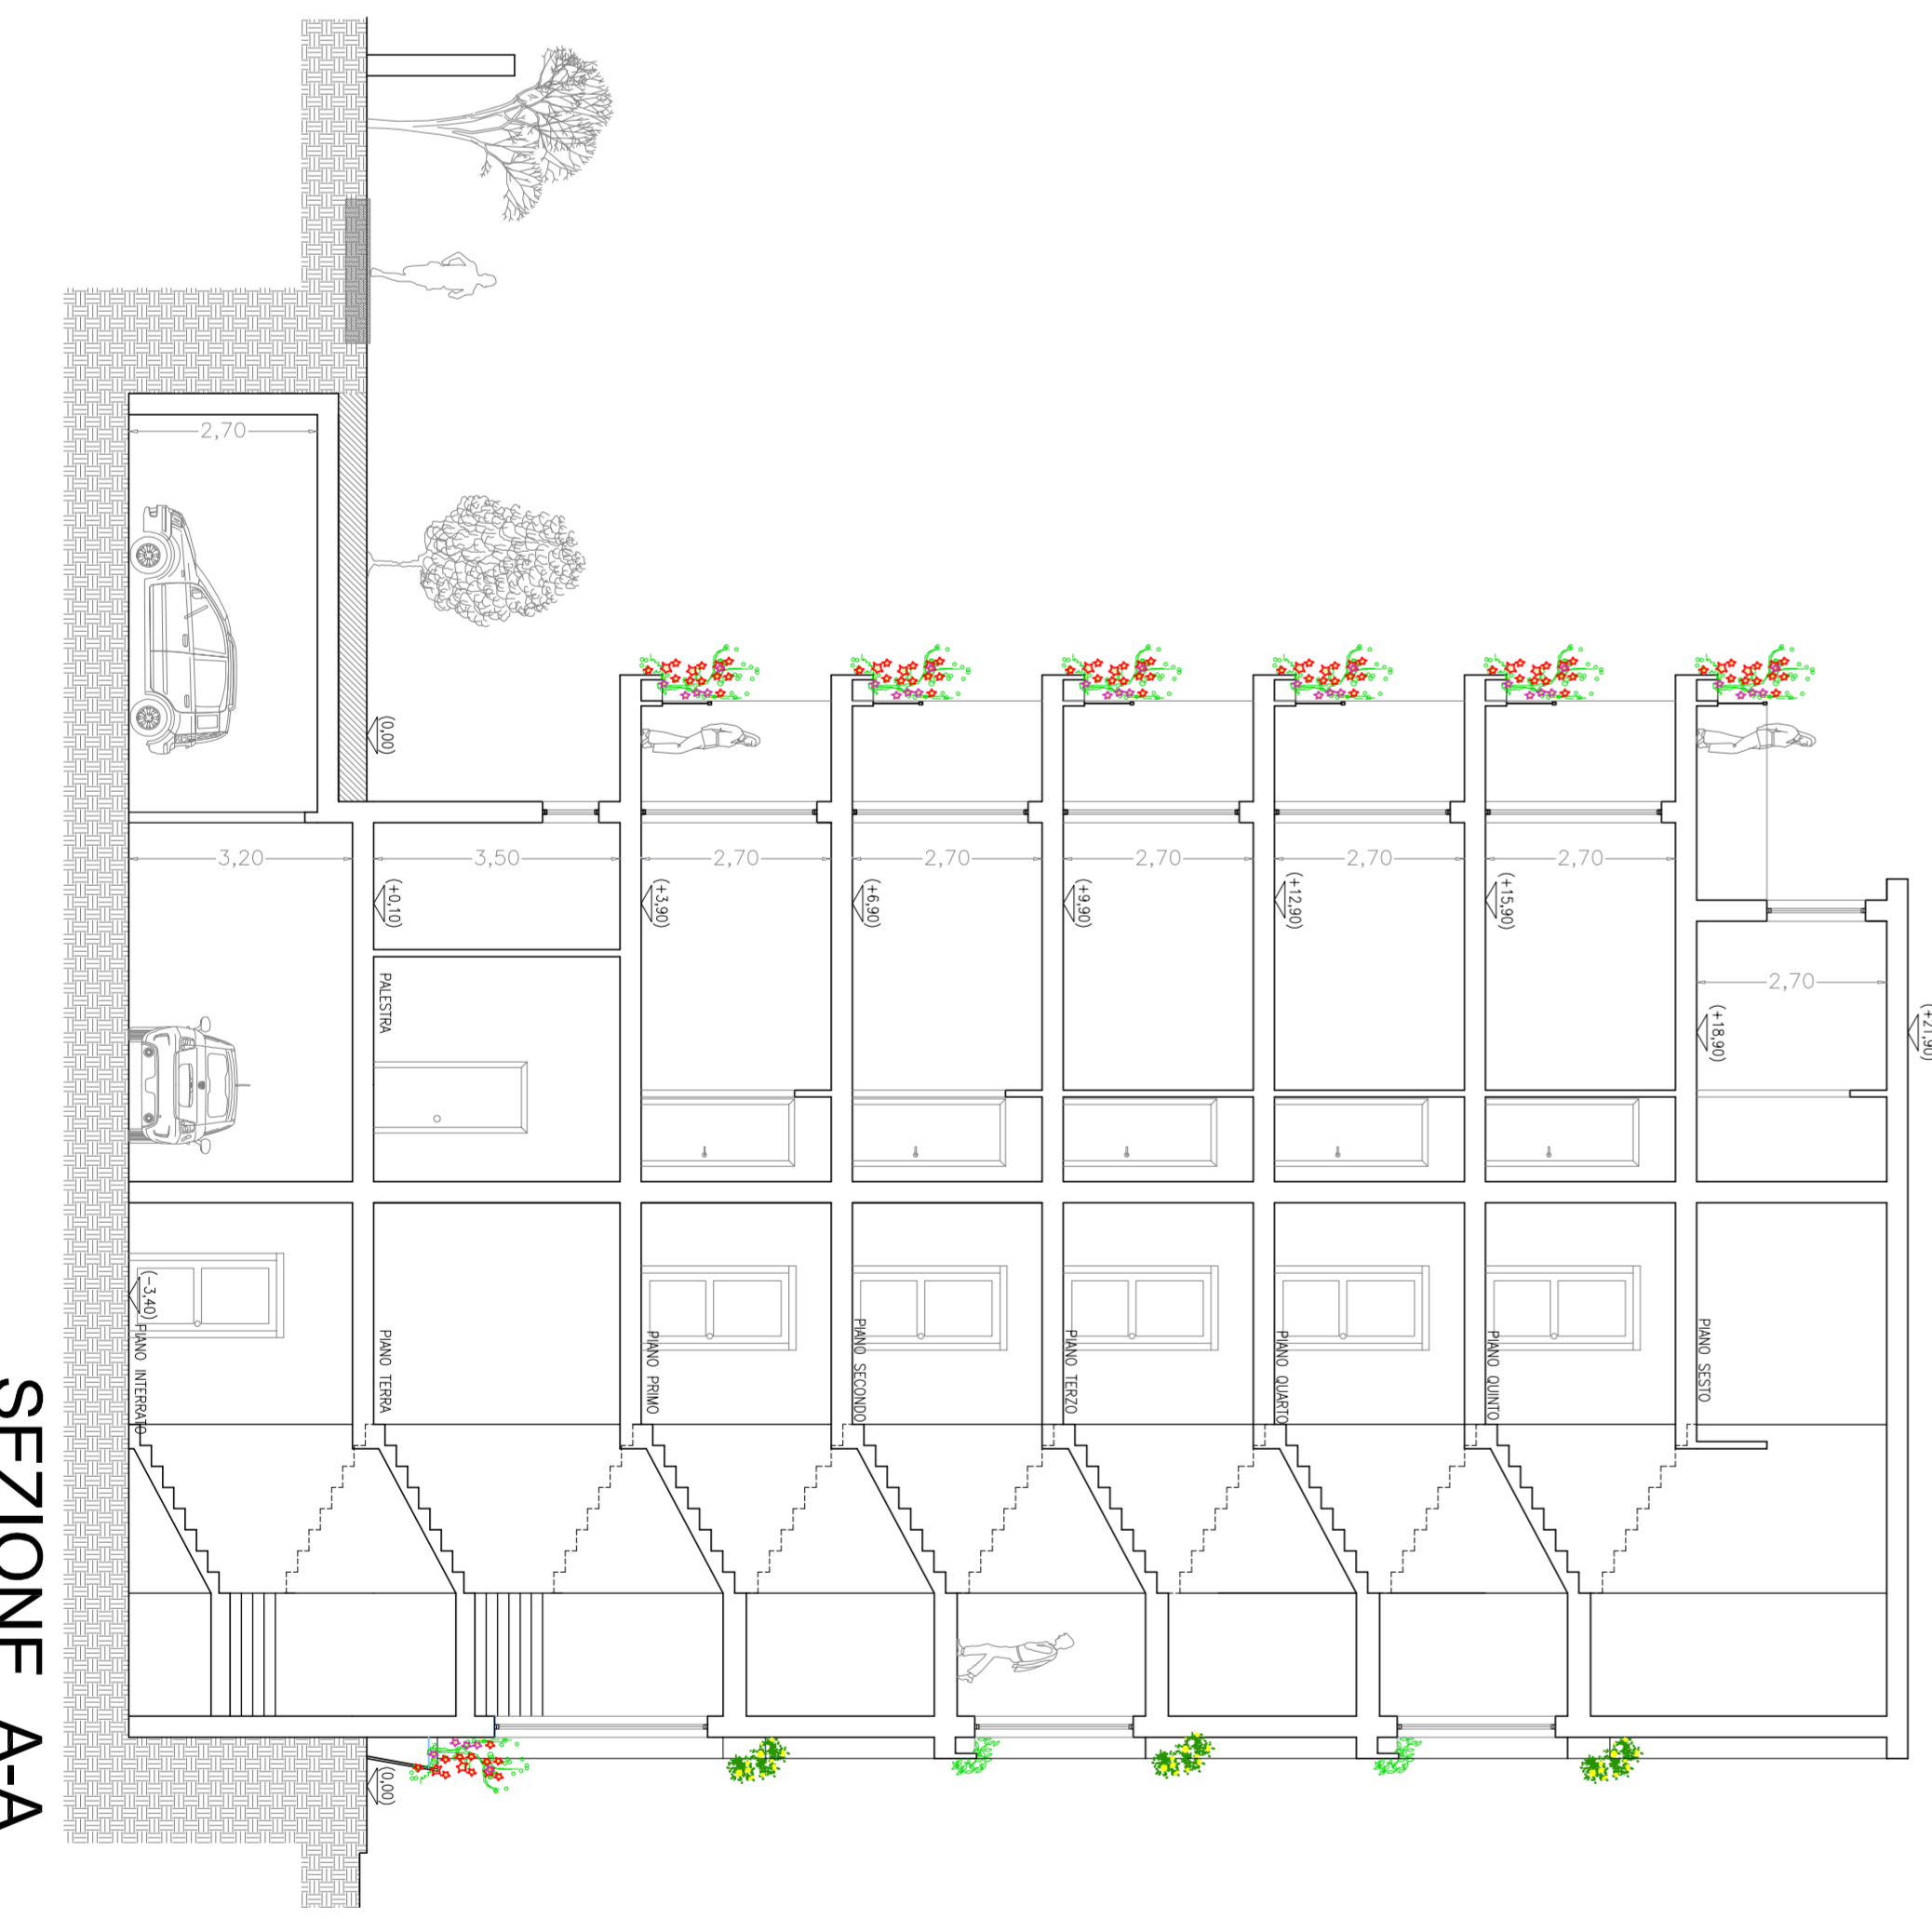 (+21,90)
2,70
(+18,90)
PIANO SESTO
2,70
(+15,90)
PIANO QUINTO
2,70
(+12,90)
PIANO QUARTO
2,70
(+9,90)
PIANO TERZO
2,70
(+6,90)
PIANO SECONDO
2,70
(+3,90)
PIANO PRIMO
(0,00)
3,50
(+0,10)
PALESTRA
PIANO TERRA
(0,00)
2,70
3,20
(-3,40)
PIANO INTERRATO
SEZIONE A-A